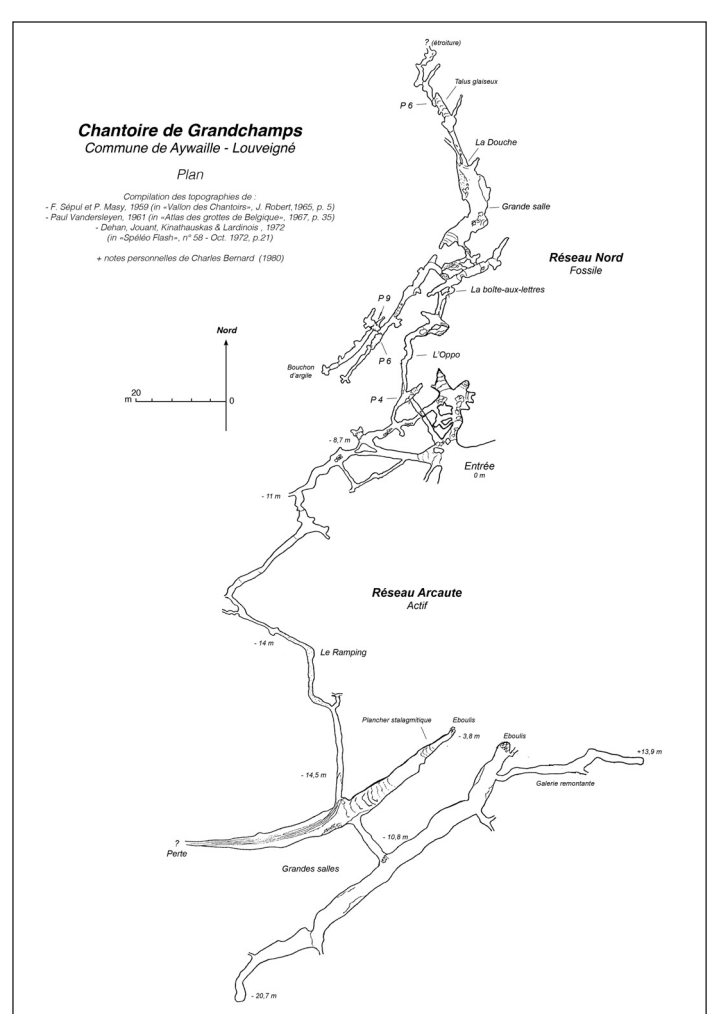 ? (étroiture)
Talus glaiseux
P 6
Chantoire de Grandchamps
Commune de Aywaille - Louveigné
Plan
Compilation des topographies de :
- F. Sépul et P. Masy, 1959 (in «Vallon des Chantoirs», J. Robert,1965, p. 5)
- Paul Vandersleyen, 1961 (in «Atlas des grottes de Belgique», 1967, p. 35)
- Dehan, Jouant, Kinathauskas & Lardinois , 1972
(in «Spéléo Flash», n° 58 - Oct. 1972, p.21)
+ notes personnelles de Charles Bernard (1980)
La Douche
Grande salle
Réseau Nord
Fossile
La boîte-aux-lettres
P 9
Nord
L'Oppo
P 6
Bouchon
d'argile
20
m
0
P 4
- 8,7 m
Entrée
0 m
- 11 m
Réseau Arcaute
Actif
- 14 m
Le Ramping
Plancher stalagmitique
Eboulis
- 3,8 m
Eboulis
+13,9 m
- 14,5 m
Galerie remontante
- 10,8 m
?
Perte
Grandes salles
- 20,7 m